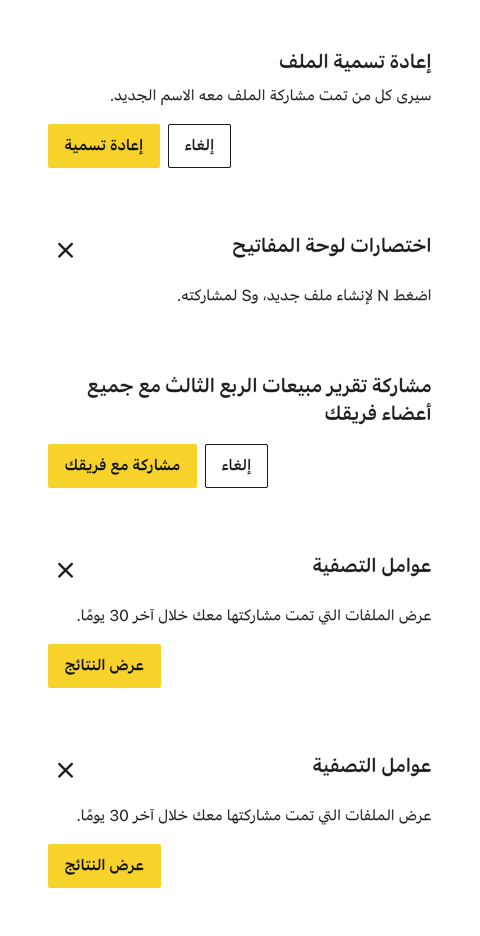 إعادة تسمية الملف
سيرى كل من تمت مشاركة الملف معه الاسم الجديد.
إلغاء
إعادة تسمية
اختصارات لوحة المفاتيح
اضغط N لإنشاء ملف جديد، وS لمشاركته.
مشاركة تقرير مبيعات الربع الثالث مع جميع
أعضاء فريقك
إلغاء
مشاركة مع فريقك
عوامل التصفية
عرض الملفات التي تمت مشاركتها معك خلال آخر 30 يومًا.
عرض النتائج
عوامل التصفية
عرض الملفات التي تمت مشاركتها معك خلال آخر 30 يومًا.
عرض النتائج